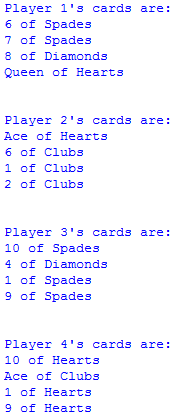 Player 1's cards are:
6 of Spades
7 of Spades
8 of Diamonds
Queen of Hearts
Player 2's cards are:
Ace of Hearts
6 of Clubs
1 of Clubs
2 of Clubs
Player 3's cards are:
10 of Spades
4 of Diamonds
1 of Spades
9 of Spades
Player 4's cards are:
10 of Hearts
Ace of Clubs
1 of Hearts
9 of Hearts